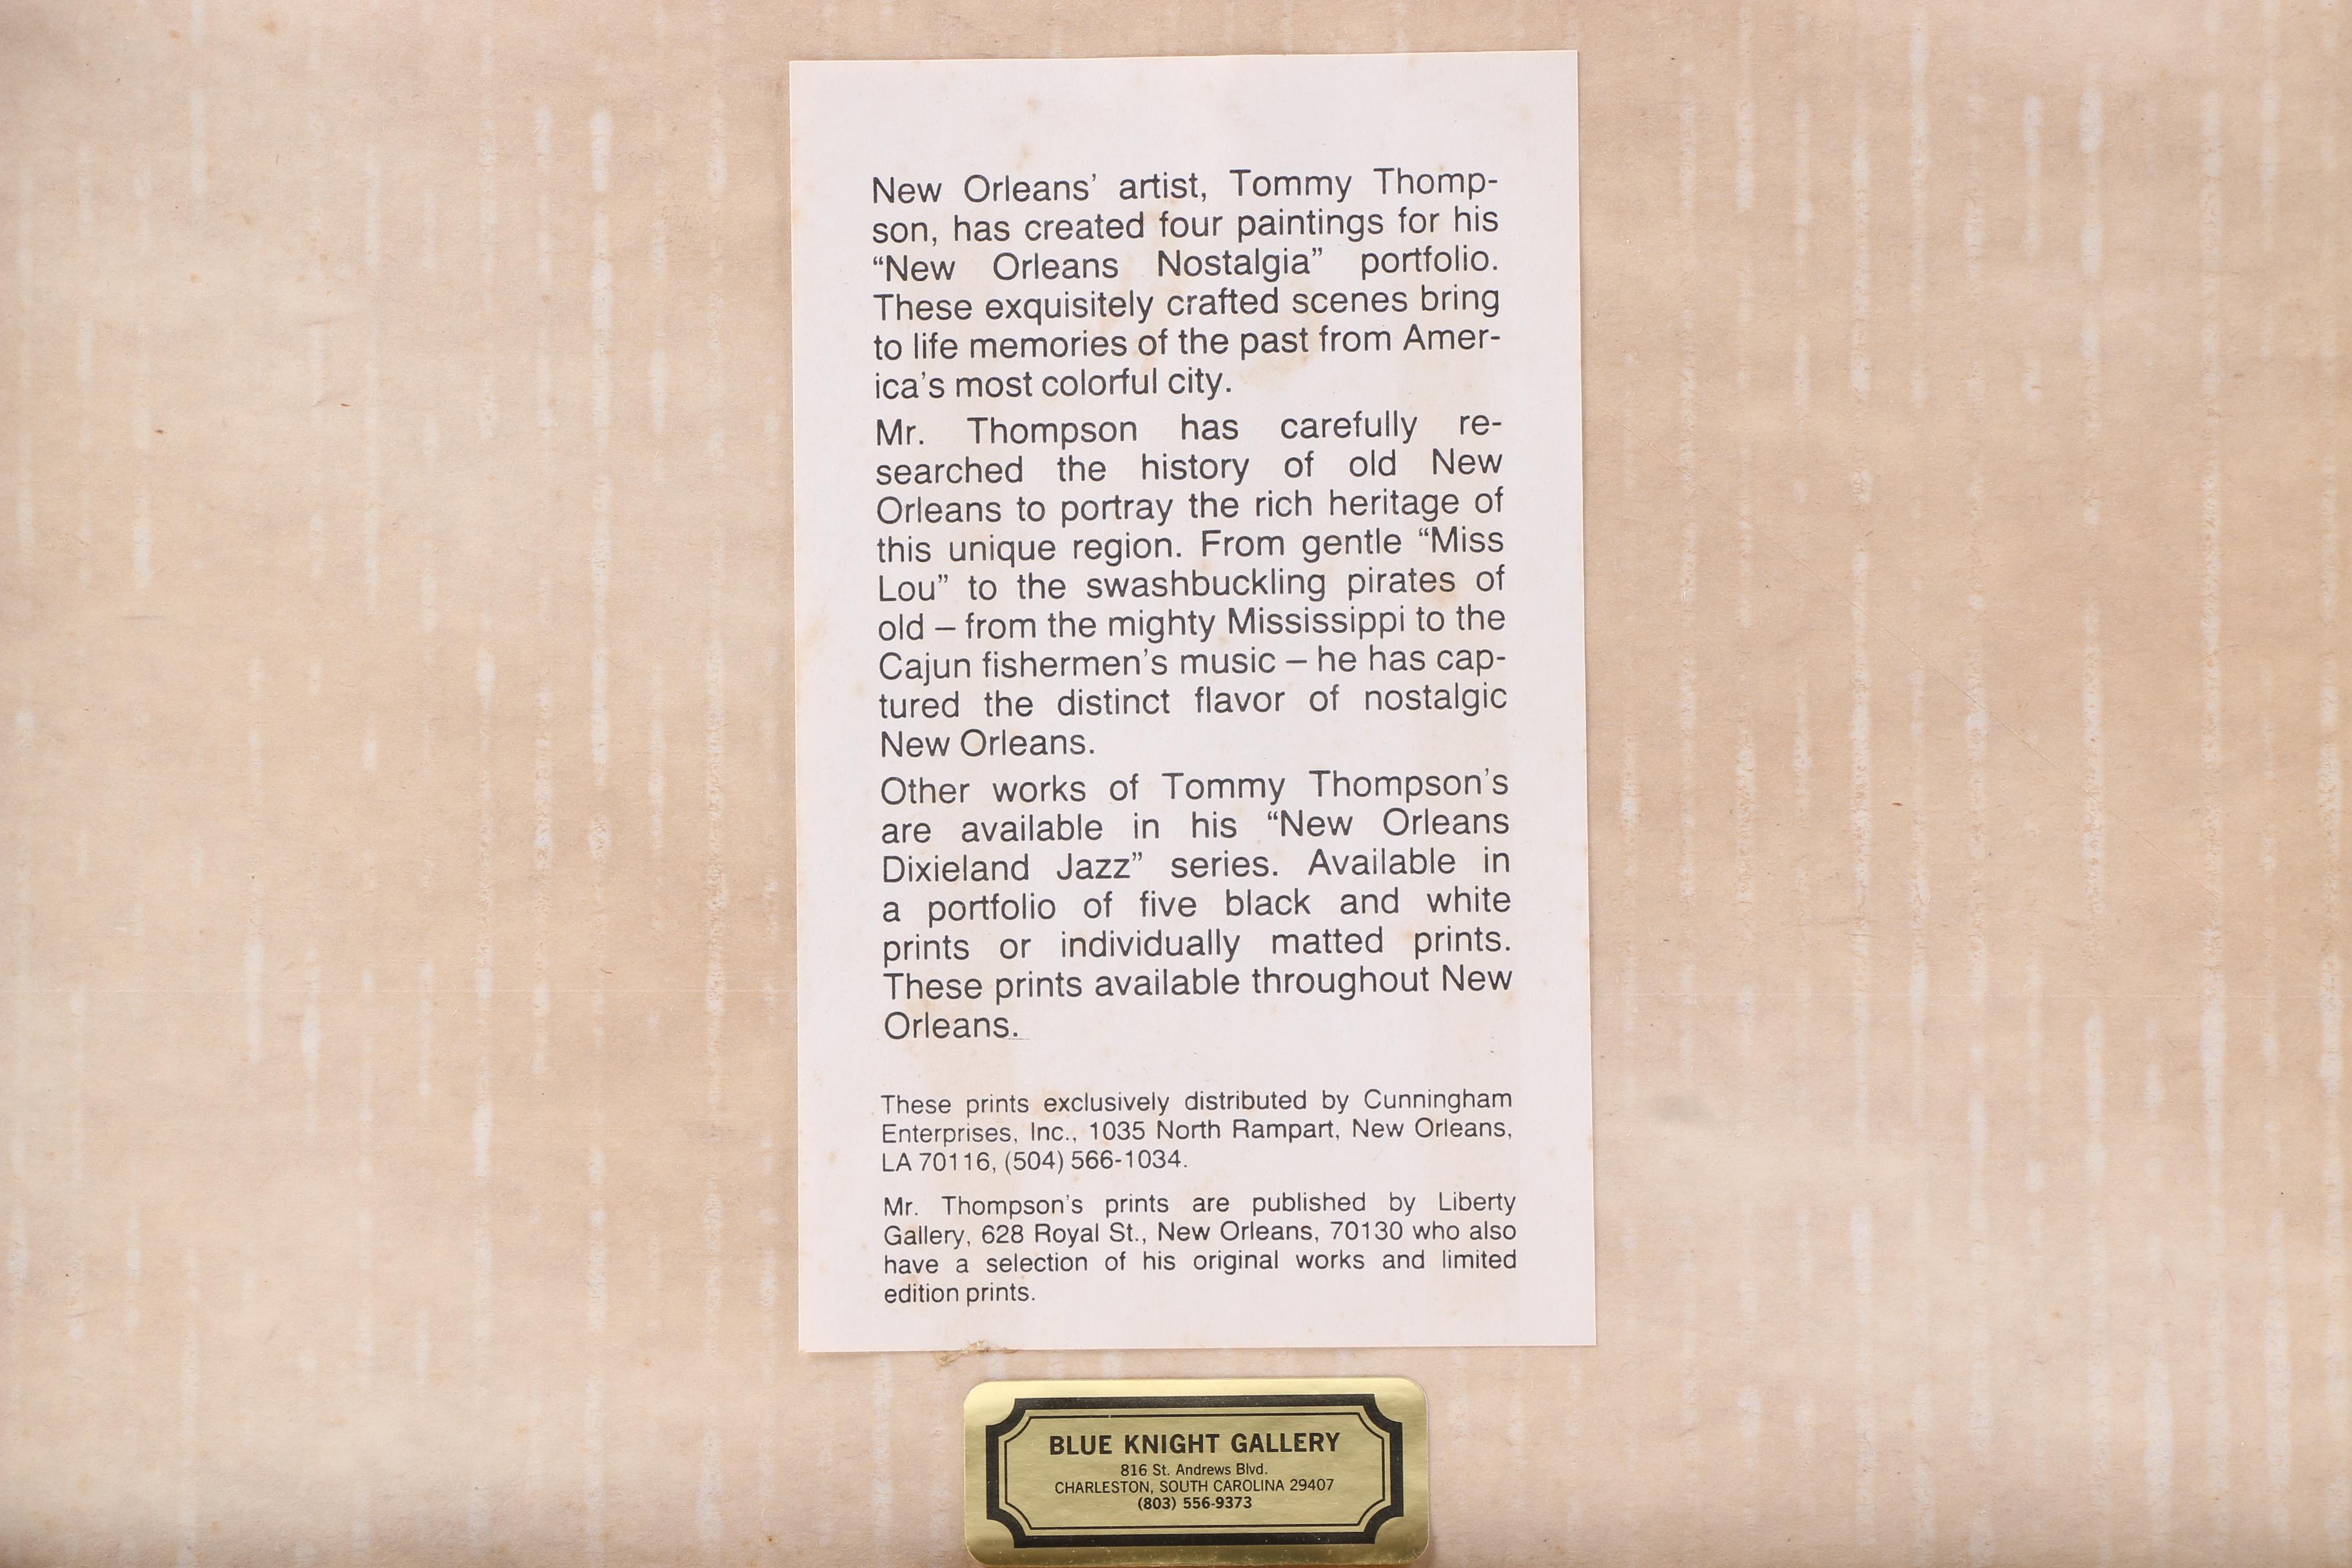 New Orleans’ artist, Tommy Thomp-
son, has created four paintings for his
“New Orleans Nostalgia” portfolio.
These exquisitely crafted scenes bring
to life memories of the past from Amer-
ica’s most colorful city.
Mr. Thompson has carefully re-
searched the history of old New
Orleans to portray the rich heritage of
this unique region. From gentle “Miss
Lou” to the swashbuckling pirates of
old – from the mighty Mississippi to the
Cajun fishermen’s music – he has cap-
tured the distinct flavor of nostalgic
New Orleans.
Other works of Tommy Thompson’s
are available in his “New Orleans
Dixieland Jazz” series. Available in
a portfolio of five black and white
prints or individually matted prints.
These prints available throughout New
Orleans.
These prints exclusively distributed by Cunningham
Enterprises, Inc., 1035 North Rampart, New Orleans,
LA 70116, (504) 566-1034.
Mr. Thompson’s prints are published by Liberty
Gallery, 628 Royal St., New Orleans, 70130 who also
have a selection of his original works and limited
edition prints.
BLUE KNIGHT GALLERY
816 St. Andrews Blvd.
CHARLESTON, SOUTH CAROLINA 29407
(803) 556-9373